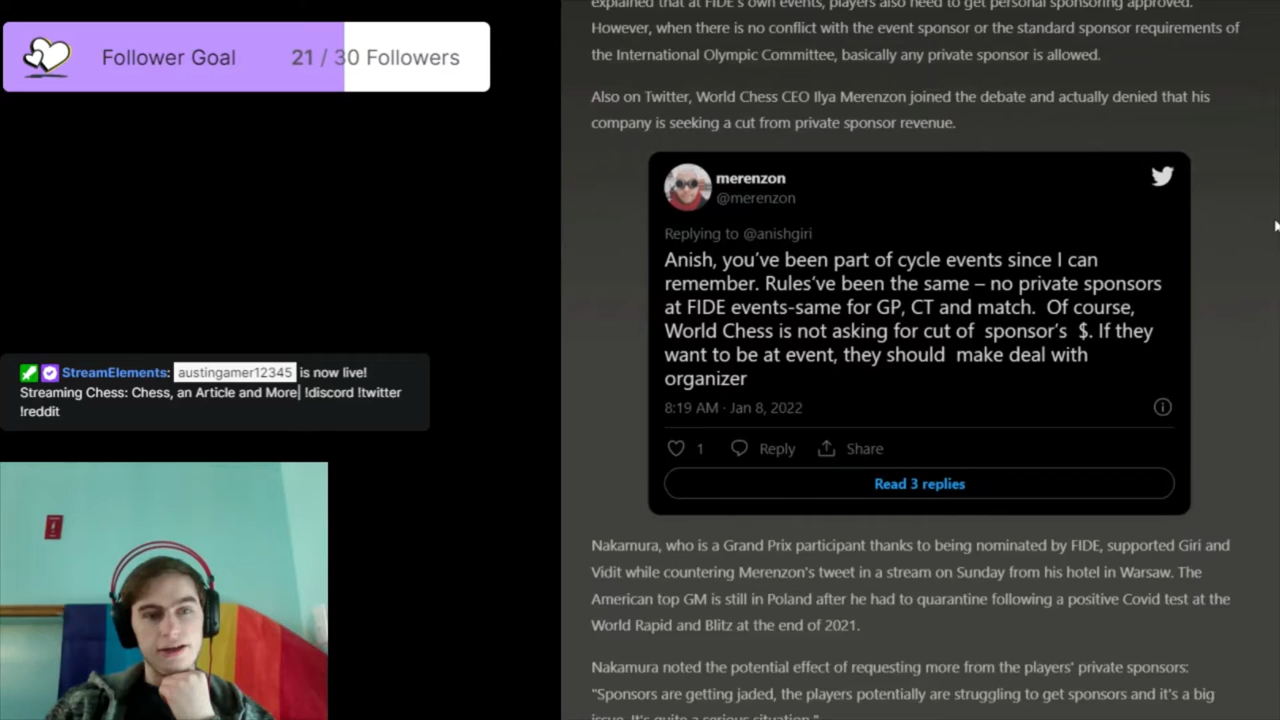 Follower Goal 21 / 30 Followers
StreamElements: austingamer12345 is now live!
Streaming Chess: Chess, an Article and More| !discord !twitter
!reddit
explained that at FIDE's own events, players also need to get personal sponsoring approved.
However, when there is no conflict with the event sponsor or the standard sponsor requirements of
the International Olympic Committee, basically any private sponsor is allowed.
Also on Twitter, World Chess CEO Ilya Merenzon joined the debate and actually denied that his
company is seeking a cut from private sponsor revenue.
merenzon
@merenzon
Replying to @anishgiri
Anish, you've been part of cycle events since I can
remember. Rules've been the same – no private sponsors
at FIDE events-same for GP, CT and match. Of course,
World Chess is not asking for cut of sponsor's $. If they
want to be at event, they should make deal with
organizer
8:19 AM · Jan 8, 2022
1 Reply Share
Read 3 replies
Nakamura, who is a Grand Prix participant thanks to being nominated by FIDE, supported Giri and
Vidit while countering Merenzon's tweet in a stream on Sunday from his hotel in Warsaw. The
American top GM is still in Poland after he had to quarantine following a positive Covid test at the
World Rapid and Blitz at the end of 2021.
Nakamura noted the potential effect of requesting more from the players' private sponsors:
"Sponsors are getting jaded, the players potentially are struggling to get sponsors and it's a big
issue. It's quite a serious situation."